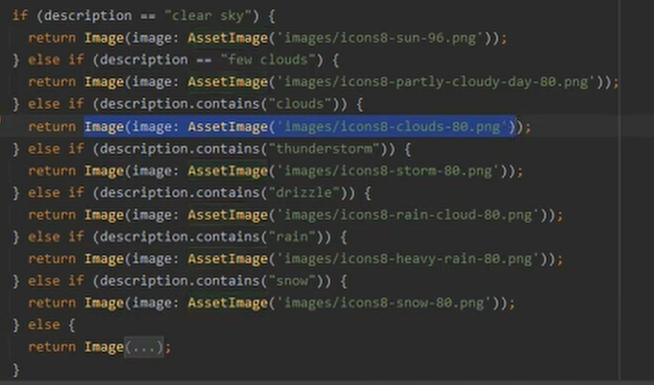 if (description == "clear sky") {
return Image(image: AssetImage('images/icons8-sun-96.png'));
} else if (description == "few clouds") {
return Image(image: AssetImage('images/icons8-partly-cloudy-day-80.png'));
} else if (description.contains("clouds")) {
return Image(image: AssetImage('images/icons8-clouds-80.png'));
} else if (description.contains("thunderstorm")) {
return Image(image: AssetImage('images/icons8-storm-80.png'));
} else if (description.contains("drizzle")) {
return Image(image: AssetImage('images/icons8-rain-cloud-80.png'));
} else if (description.contains("rain")) {
return Image(image: AssetImage('images/icons8-heavy-rain-80.png'));
} else if (description.contains("snow")) {
return Image(image: AssetImage('images/icons8-snow-80.png'));
} else {
return Image(...);
}